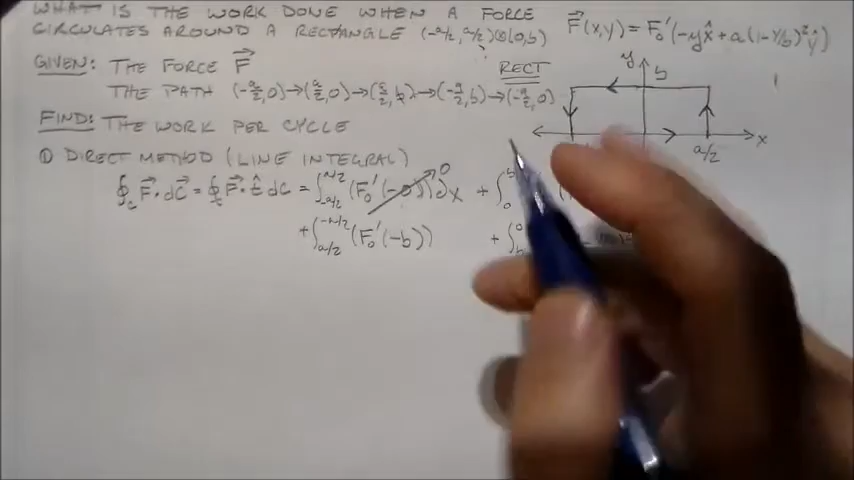 WHAT IS THE WORK DONE WHEN A FORCE
CIRCULATES AROUND A RECTANGLE (-a/2, a/2)⊗(0,b)
F⃗(x,y) = F₀'(-yx̂ + a(1-y/b)²ŷ)
GIVEN: THE FORCE F⃗
THE PATH (-a/2,0)→(a/2,0)→(a/2,b)→(-a/2,b)→(-a/2,0)
RECT
y
b
x
a/2
FIND: THE WORK PER CYCLE
① DIRECT METHOD (LINE INTEGRAL)
∮c F⃗·dC⃗ = ∮c F⃗·t̂ dC = ∫-a/2^a/2 (F₀'(-0))dx 0 + ∫0^b
+ ∫a/2^-a/2 (F₀'(-b)) + ∫b^0